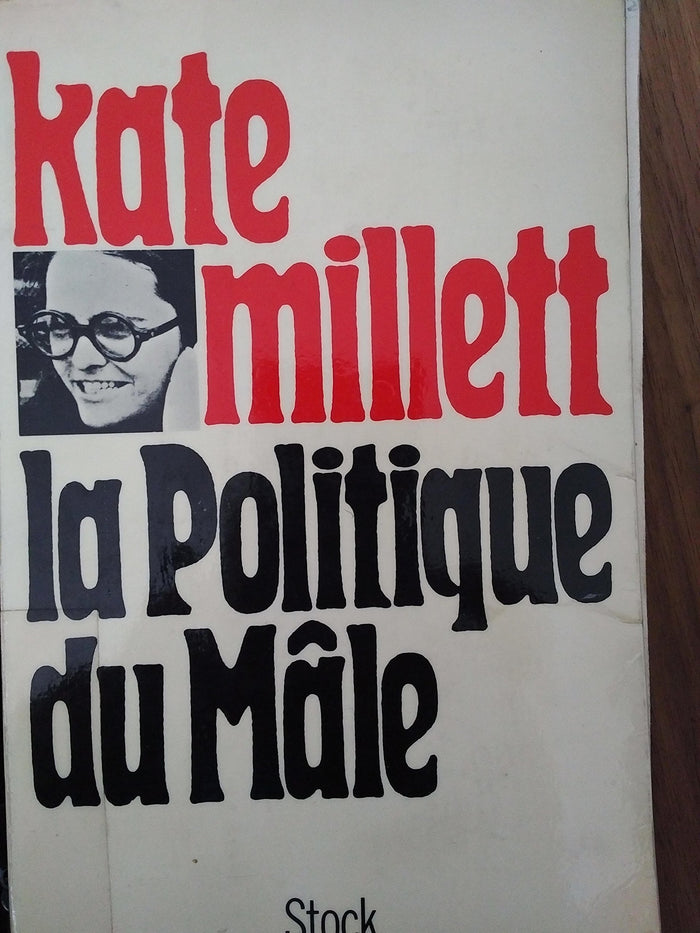 kate
millett
la Politique
du Mâle
Stock